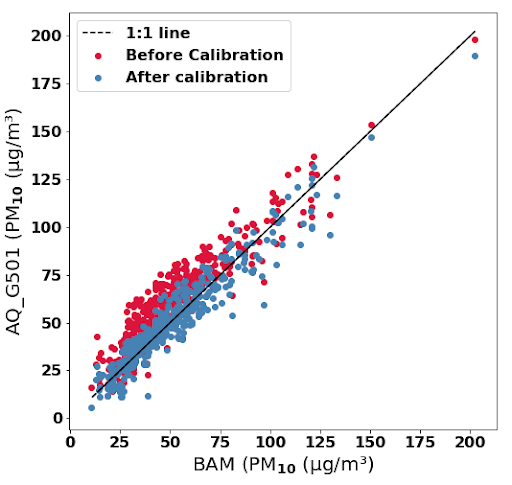 1:1 line
Before Calibration
After calibration
200
175
150
125
100
75
50
25
0
AQ_G501 (PM₁₀ (µg/m³)
0 25 50 75 100 125 150 175 200
BAM (PM₁₀ (µg/m³)